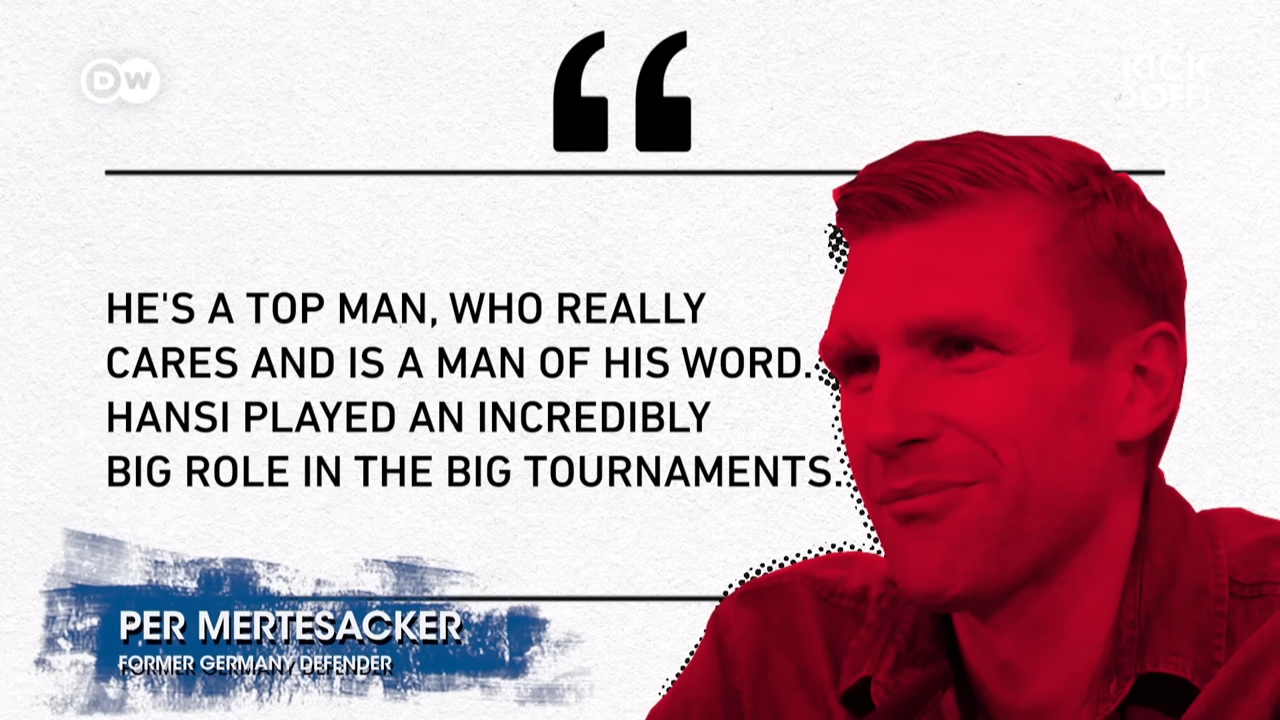 DW
KICK
OFF!
“
HE'S A TOP MAN, WHO REALLY
CARES AND IS A MAN OF HIS WORD.
HANSI PLAYED AN INCREDIBLY
BIG ROLE IN THE BIG TOURNAMENTS.
PER MERTESACKER
FORMER GERMANY DEFENDER